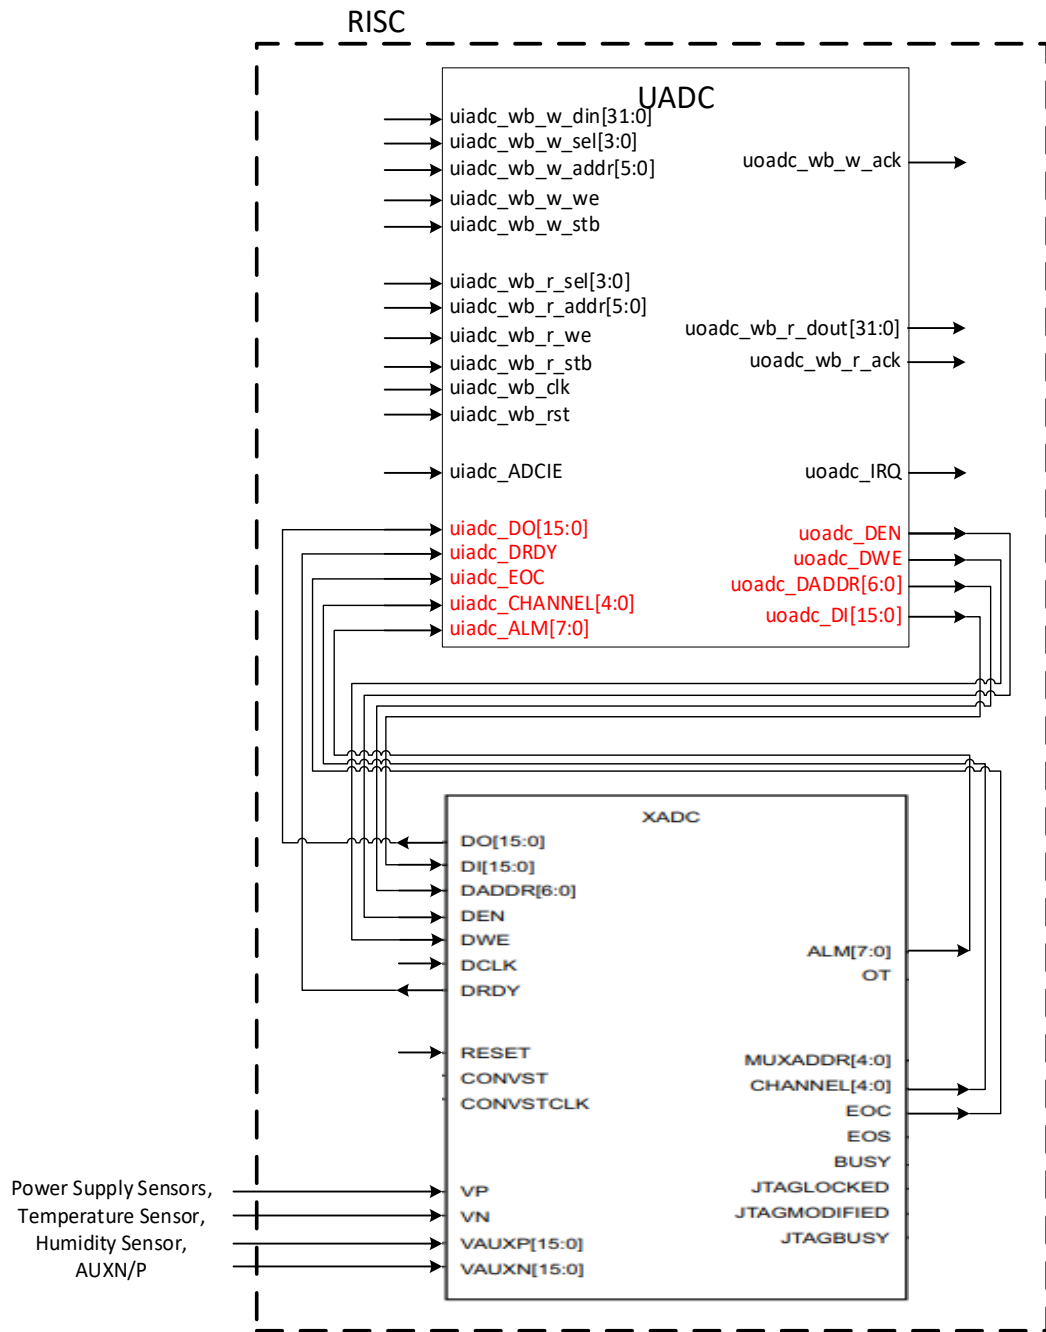 RISC
UADC
uiadc_wb_w_din[31:0]
uiadc_wb_w_sel[3:0]
uiadc_wb_w_addr[5:0]
uiadc_wb_w_we
uiadc_wb_w_stb
uoadc_wb_w_ack
uiadc_wb_r_sel[3:0]
uiadc_wb_r_addr[5:0]
uiadc_wb_r_we
uiadc_wb_r_stb
uiadc_wb_clk
uiadc_wb_rst
uoadc_wb_r_dout[31:0]
uoadc_wb_r_ack
uiadc_ADCIE
uoadc_IRQ
uiadc_DO[15:0]
uiadc_DRDY
uiadc_EOC
uiadc_CHANNEL[4:0]
uiadc_ALM[7:0]
uoadc_DEN
uoadc_DWE
uoadc_DADDR[6:0]
uoadc_DI[15:0]
XADC
DO[15:0]
DI[15:0]
DADDR[6:0]
DEN
DWE
DCLK
DRDY
RESET
CONVST
CONVSTCLK
VP
VN
VAUXP[15:0]
VAUXN[15:0]
ALM[7:0]
OT
MUXADDR[4:0]
CHANNEL[4:0]
EOC
EOS
BUSY
JTAGLOCKED
JTAGMODIFIED
JTAGBUSY
Power Supply Sensors,
Temperature Sensor,
Humidity Sensor,
AUXN/P